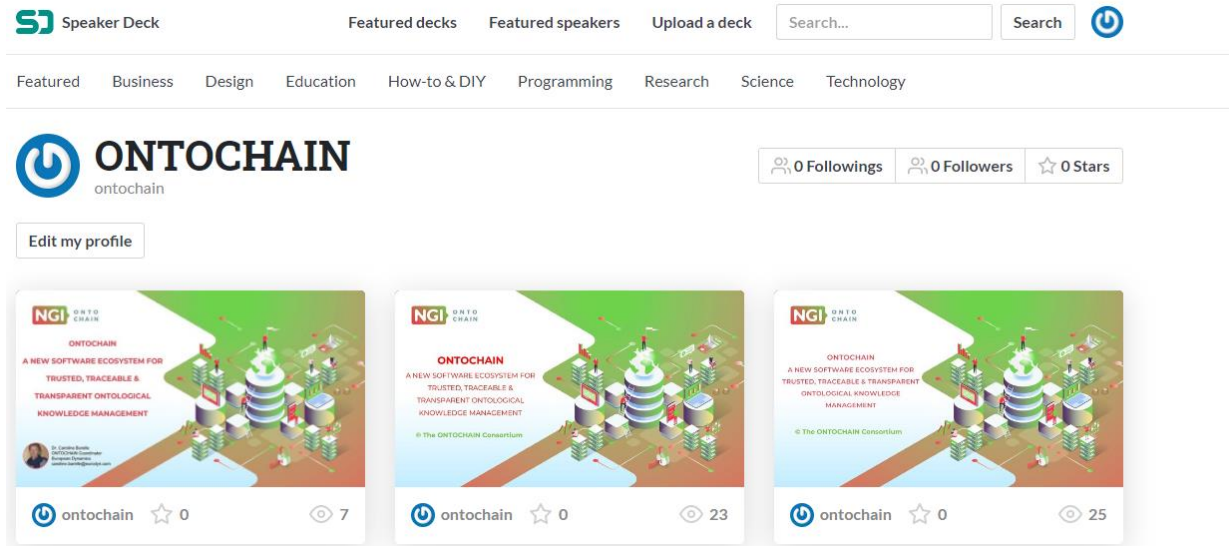 Speaker Deck
Featured decks Featured speakers Upload a deck Search... Search
Featured Business Design Education How-to & DIY Programming Research Science Technology
ONTOCHAIN
ontochain
0 Followings 0 Followers 0 Stars
Edit my profile
NGI ONTO
CHAIN
ONTOCHAIN
A NEW SOFTWARE ECOSYSTEM FOR
TRUSTED, TRACEABLE &
TRANSPARENT ONTOLOGICAL
KNOWLEDGE MANAGEMENT
ONTOCHAIN Coordinator
European Dynamics
ontochain 0 7
NGI ONTO
CHAIN
ONTOCHAIN
A NEW SOFTWARE ECOSYSTEM FOR
TRUSTED, TRACEABLE &
TRANSPARENT ONTOLOGICAL
KNOWLEDGE MANAGEMENT
© The ONTOCHAIN Consortium
ontochain 0 23
NGI ONTO
CHAIN
ONTOCHAIN
A NEW SOFTWARE ECOSYSTEM FOR
TRUSTED, TRACEABLE & TRANSPARENT
ONTOLOGICAL KNOWLEDGE
MANAGEMENT
© The ONTOCHAIN Consortium
ontochain 0 25